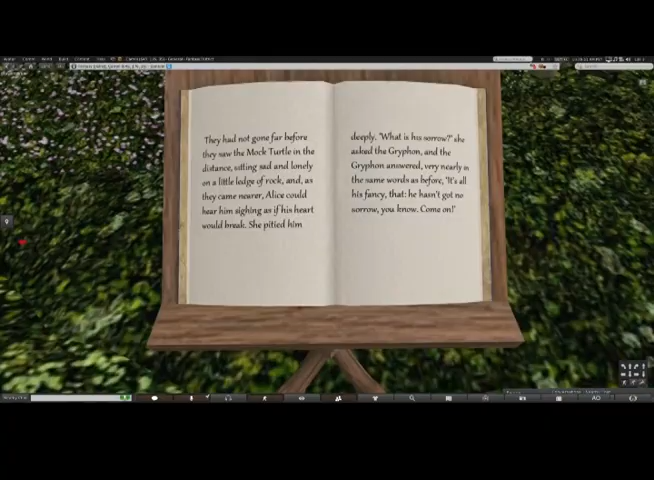 They had not gone far before
they saw the Mock Turtle in the
distance, sitting sad and lonely
on a little ledge of rock, and, as
they came nearer, Alice could
hear him sighing as if his heart
would break. She pitied him
deeply. "What is his sorrow?" she
asked the Gryphon, and the
Gryphon answered, very nearly in
the same words as before, "It's all
his fancy, that: he hasn't got no
sorrow, you know. Come on!"
AO